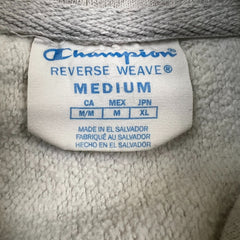 Champion
REVERSE WEAVE®
MEDIUM
CA MEX JPN
M/M M XL
MADE IN EL SALVADOR
FABRIQUÉ AU SALVADOR
HECHO EN EL SALVADOR